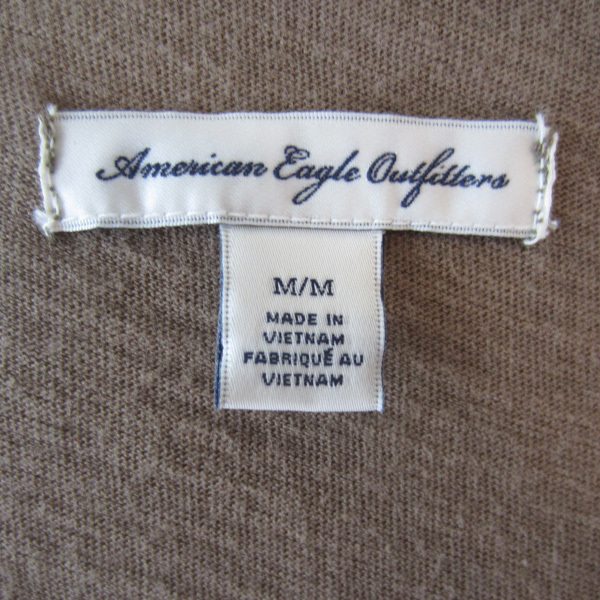 American Eagle Outfitters
M/M
MADE IN
VIETNAM
FABRIQUÉ AU
VIETNAM